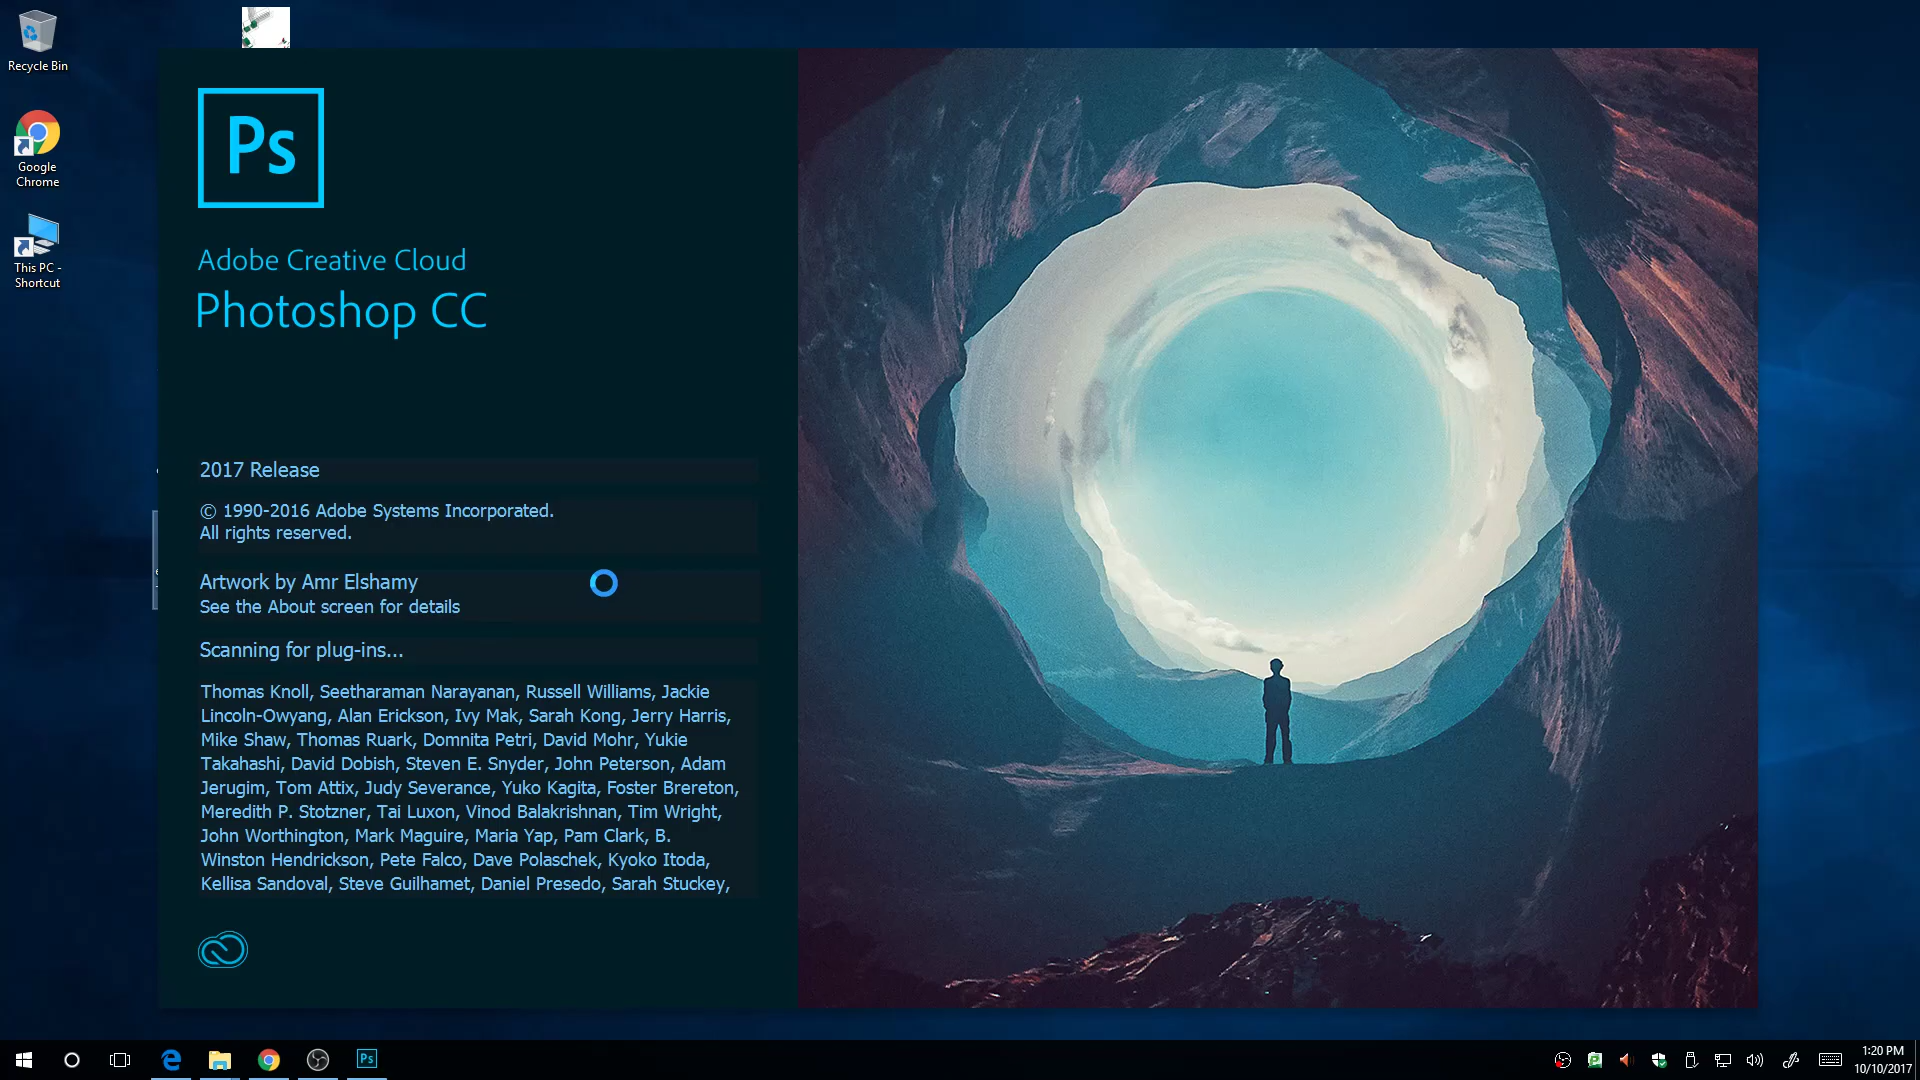 Recycle Bin
Google
Chrome
This PC -
Shortcut
Ps
Adobe Creative Cloud
Photoshop CC
2017 Release
© 1990-2016 Adobe Systems Incorporated.
All rights reserved.
Artwork by Amr Elshamy
See the About screen for details
Scanning for plug-ins...
Thomas Knoll, Seetharaman Narayanan, Russell Williams, Jackie
Lincoln-Owyang, Alan Erickson, Ivy Mak, Sarah Kong, Jerry Harris,
Mike Shaw, Thomas Ruark, Domnita Petri, David Mohr, Yukie
Takahashi, David Dobish, Steven E. Snyder, John Peterson, Adam
Jerugim, Tom Attix, Judy Severance, Yuko Kagita, Foster Brereton,
Meredith P. Stotzner, Tai Luxon, Vinod Balakrishnan, Tim Wright,
John Worthington, Mark Maguire, Maria Yap, Pam Clark, B.
Winston Hendrickson, Pete Falco, Dave Polaschek, Kyoko Itoda,
Kellisa Sandoval, Steve Guilhamet, Daniel Presedo, Sarah Stuckey,
Ps
1:20 PM
10/10/2017